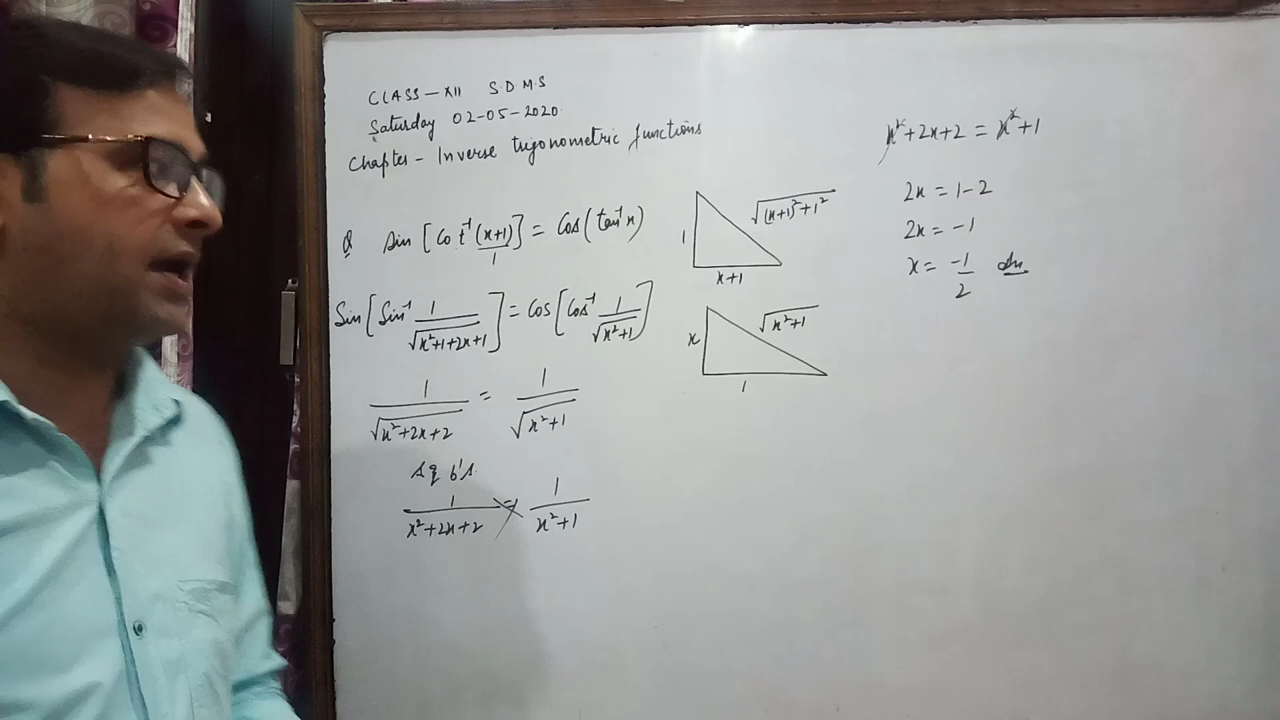 CLASS-XII S.D.M.S
Saturday 02-05-2020.
Chapter - Inverse trigonometric functions
Q sin [Cot⁻¹(x+1)/1] = Cos(tan⁻¹ x)
Sin [Sin⁻¹ 1/√(x²+1+2x+1)] = Cos [Cos⁻¹ 1/√(x²+1)]
1/√(x²+2x+2) = 1/√(x²+1)
Sq b's.
1/(x²+2x+2) = 1/(x²+1)
1
√((x+1)²+1²)
x+1
x
√(x²+1)
1
x²+2x+2 = x²+1
2x = 1-2
2x = -1
x = -1/2 Ans